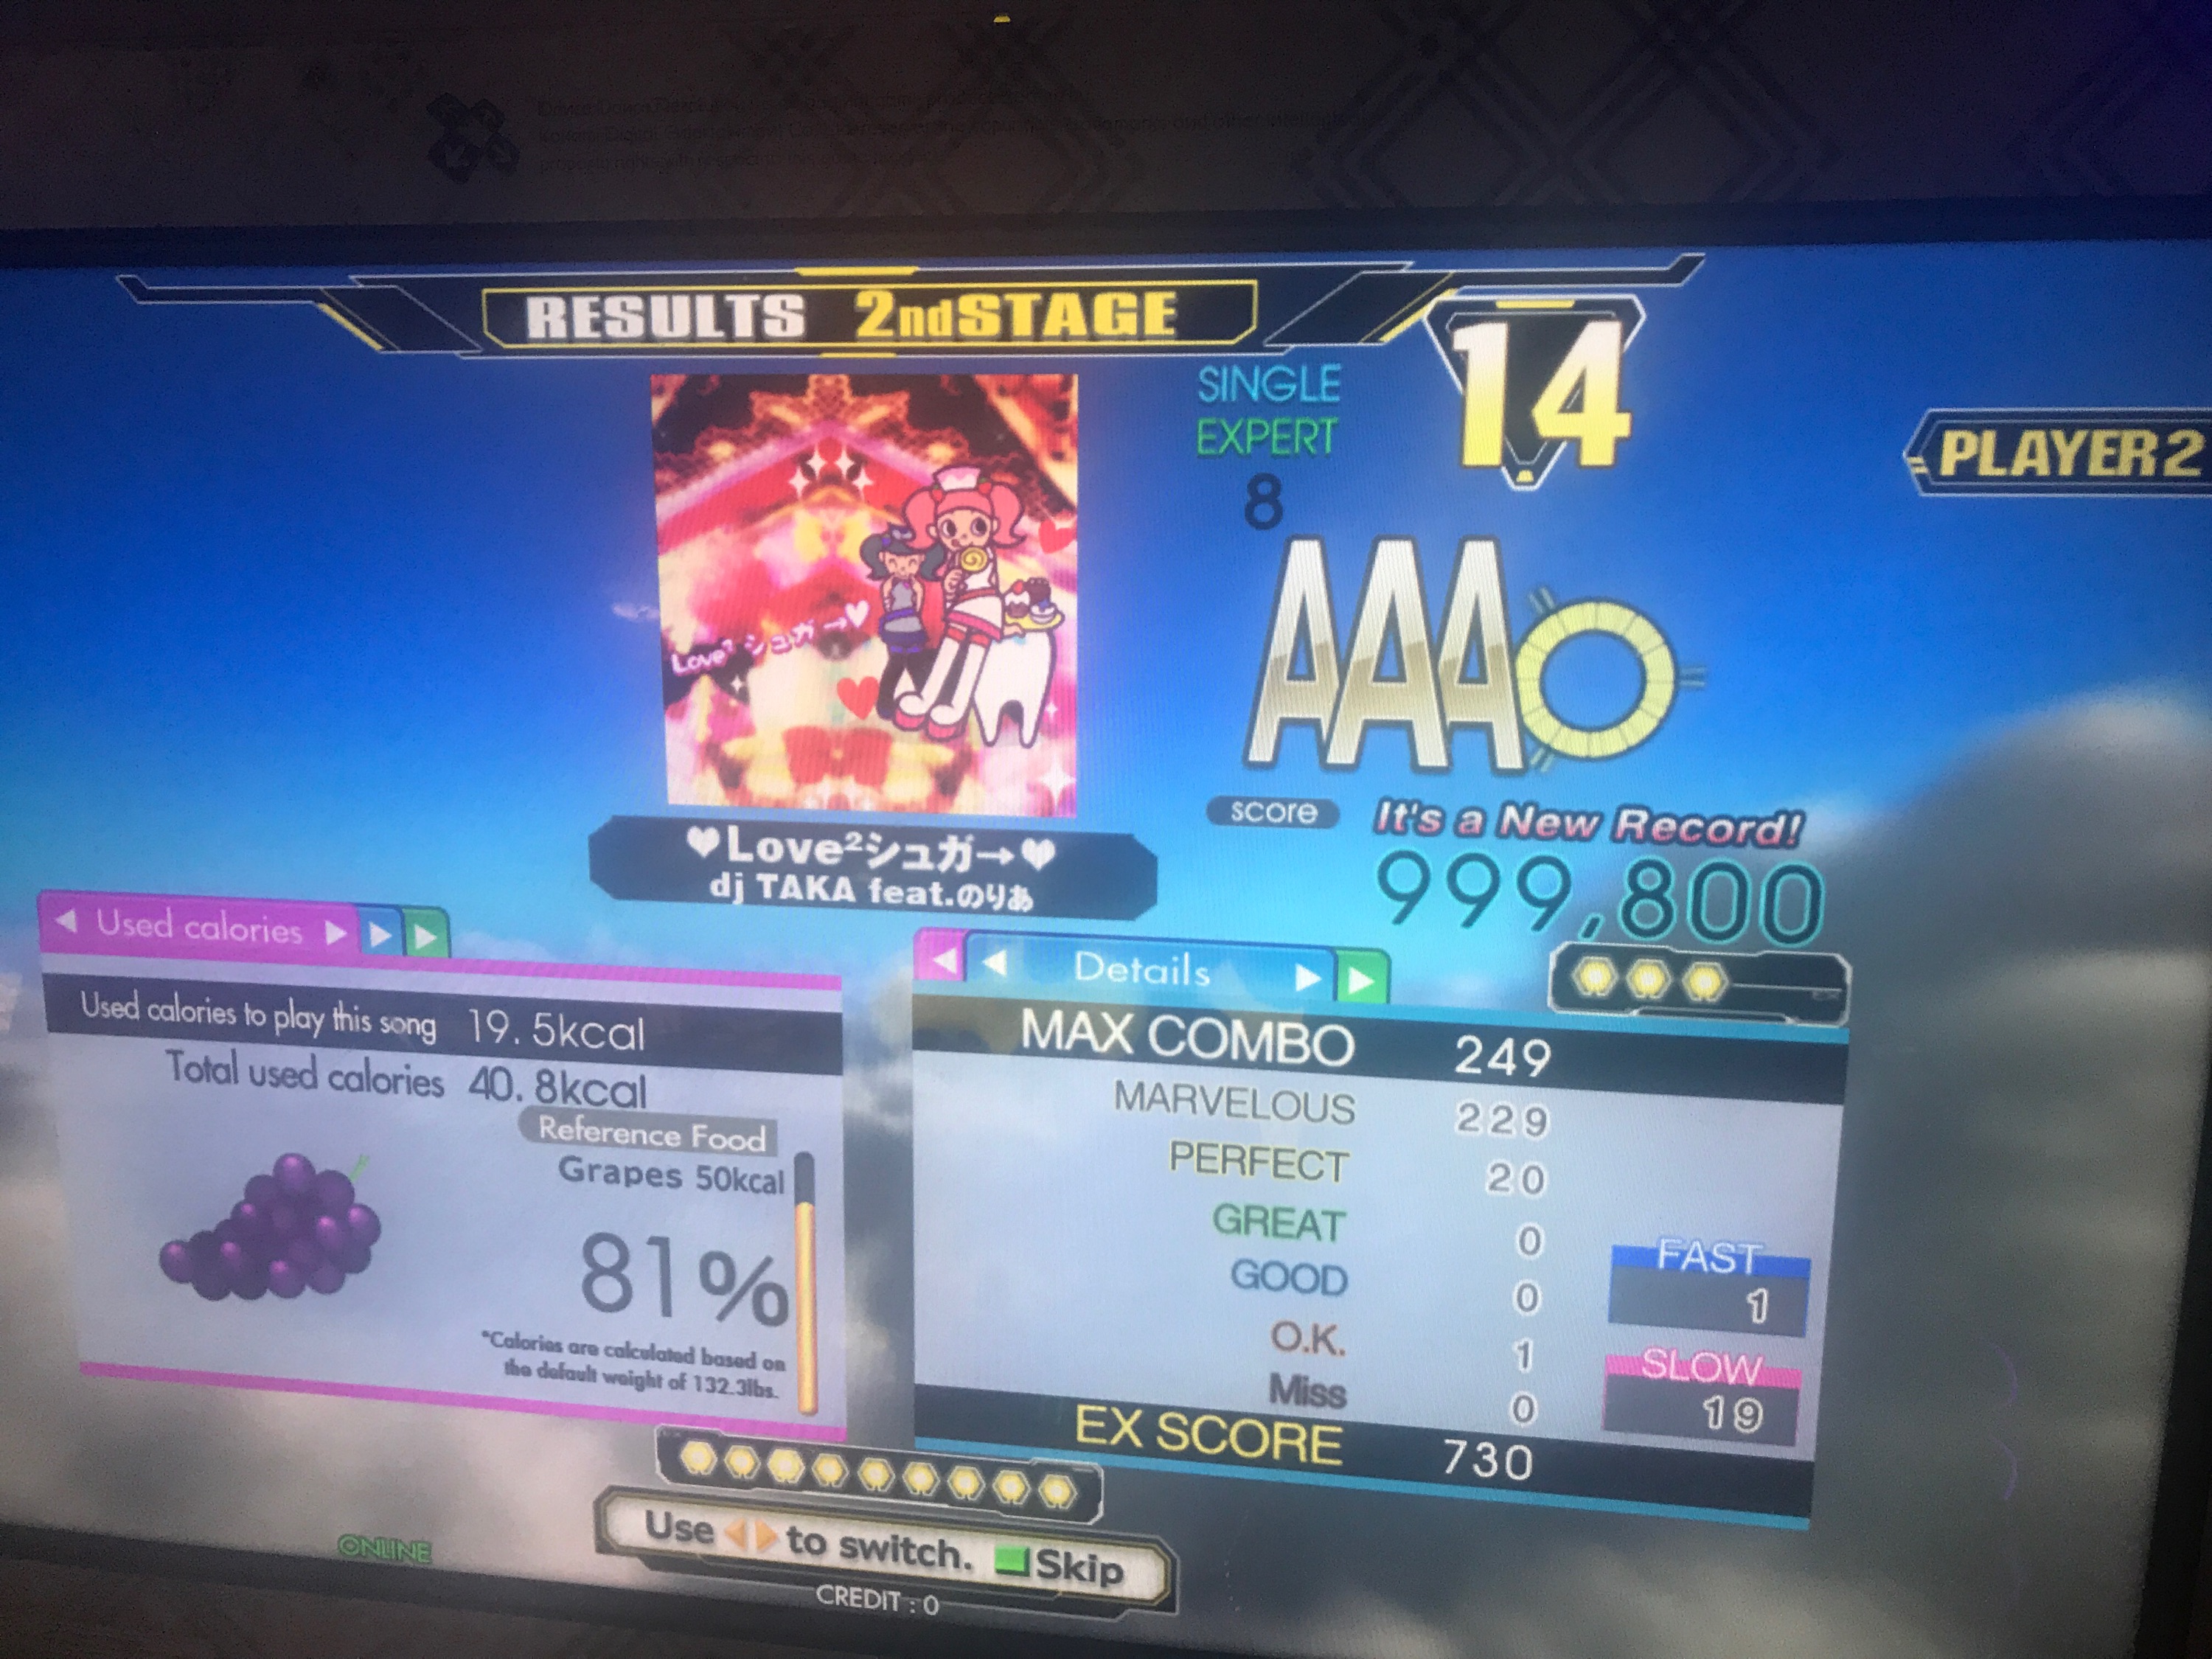 RESULTS 2ndSTAGE
14
SINGLE
EXPERT
8
PLAYER2
AAA
Love² シュガー→♥
♥Love²シュガ→♥
dj TAKA feat.のりあ
score
It's a New Record!
999,800
Used calories
Used calories to play this song 19.5kcal
Total used calories 40.8kcal
Reference Food
Grapes 50kcal
81%
*Calories are calculated based on
the default weight of 132.3lbs.
Details
MAX COMBO 249
MARVELOUS 229
PERFECT 20
GREAT 0
GOOD 0
O.K. 1
Miss 0
EX SCORE 730
FAST
1
SLOW
19
Use to switch. Skip
ONLINE
CREDIT : 0